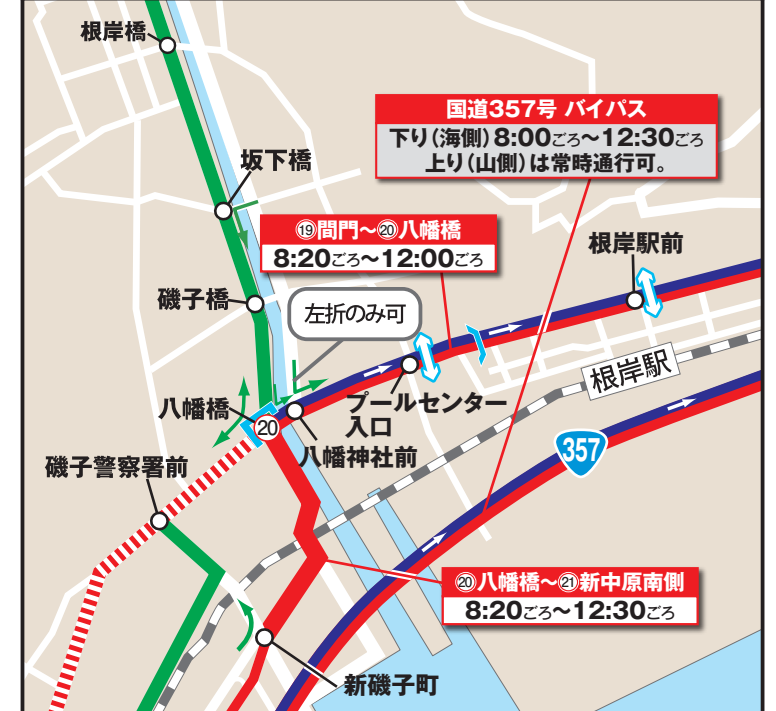 根岸橋
国道357号 バイパス
下り(海側)8:00ごろ〜12:30ごろ
上り(山側)は常時通行可。
坂下橋
⑲間門〜⑳八幡橋
8:20ごろ〜12:00ごろ
根岸駅前
磯子橋
左折のみ可
根岸駅
八幡橋
プールセンター
入口
⑳
八幡神社前
357
磯子警察署前
⑳八幡橋〜㉑新中原南側
8:20ごろ〜12:30ごろ
新磯子町